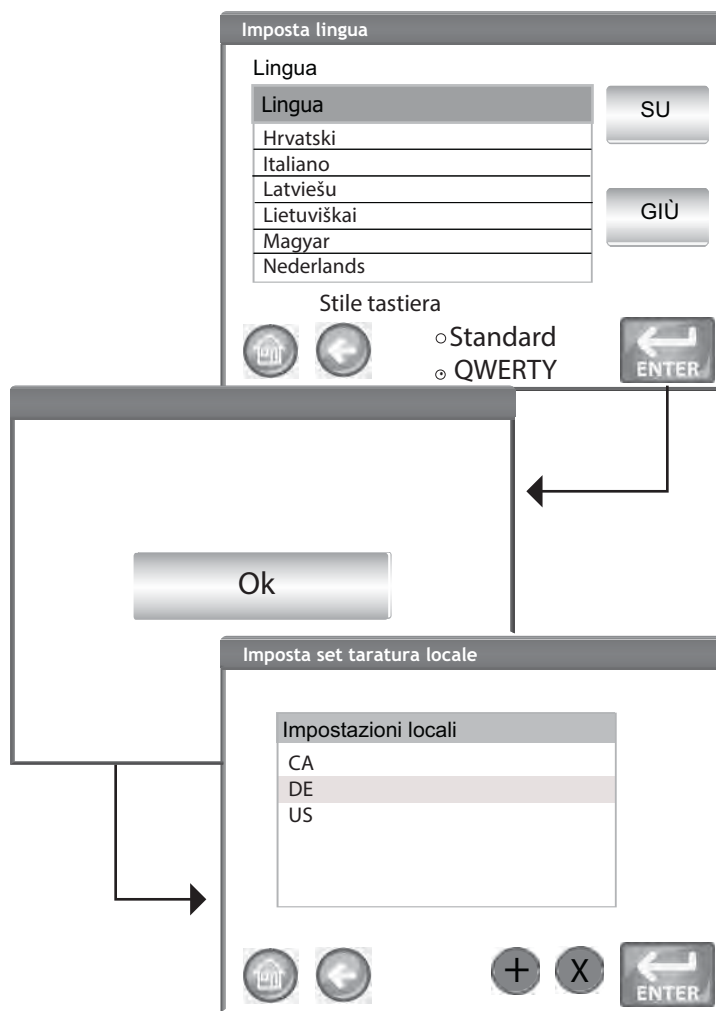 Imposta lingua
Lingua
Lingua
Hrvatski
Italiano
Latviešu
Lietuviškai
Magyar
Nederlands
SU
GIÙ
Stile tastiera
Standard
QWERTY
ENTER
Ok
Imposta set taratura locale
Impostazioni locali
CA
DE
US
+
X
ENTER